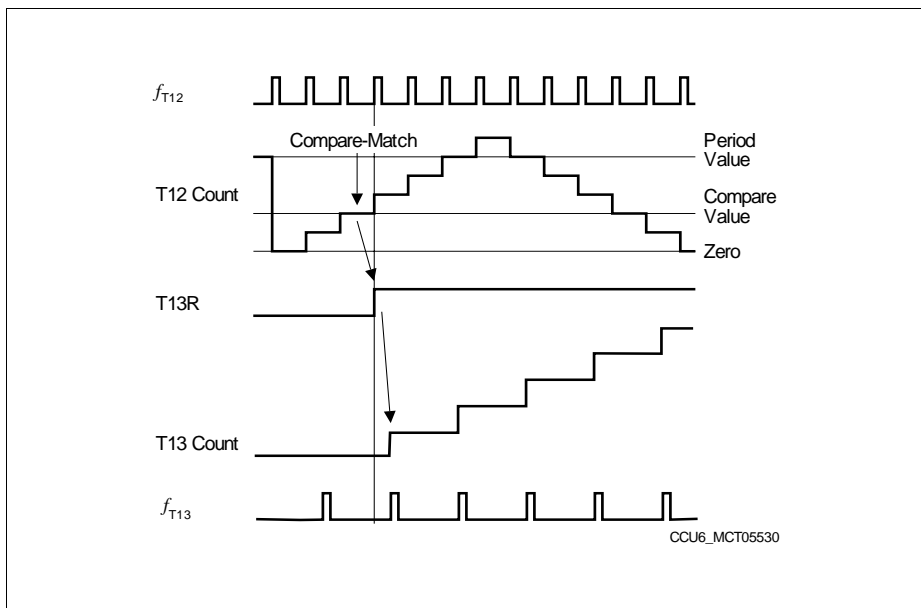 fT12
Compare-Match
Period
Value
T12 Count
Compare
Value
Zero
T13R
T13 Count
fT13
CCU6_MCT05530